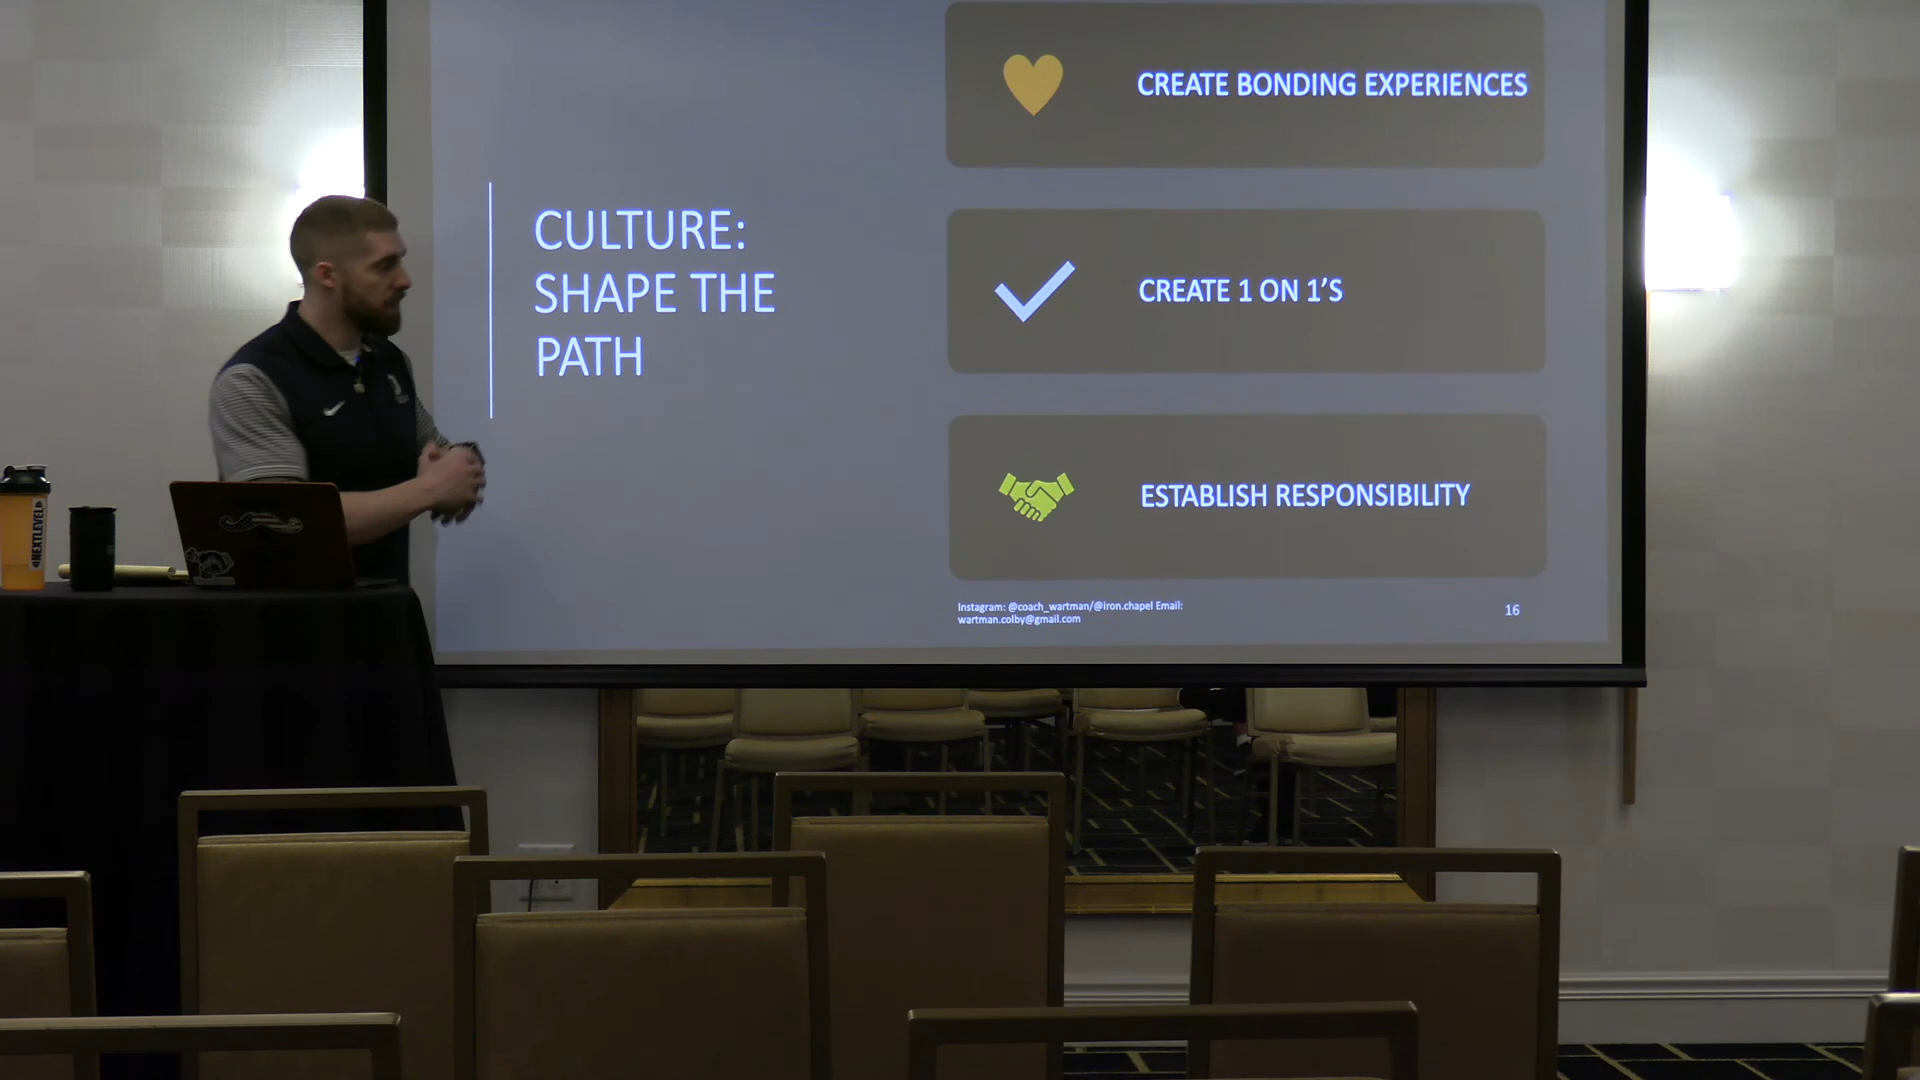 CULTURE:
SHAPE THE
PATH
CREATE BONDING EXPERIENCES
CREATE 1 ON 1'S
ESTABLISH RESPONSIBILITY
Instagram: @coach_wartman/@iron.chapel Email:
wartman.colby@gmail.com
16
NEXTLEVEL